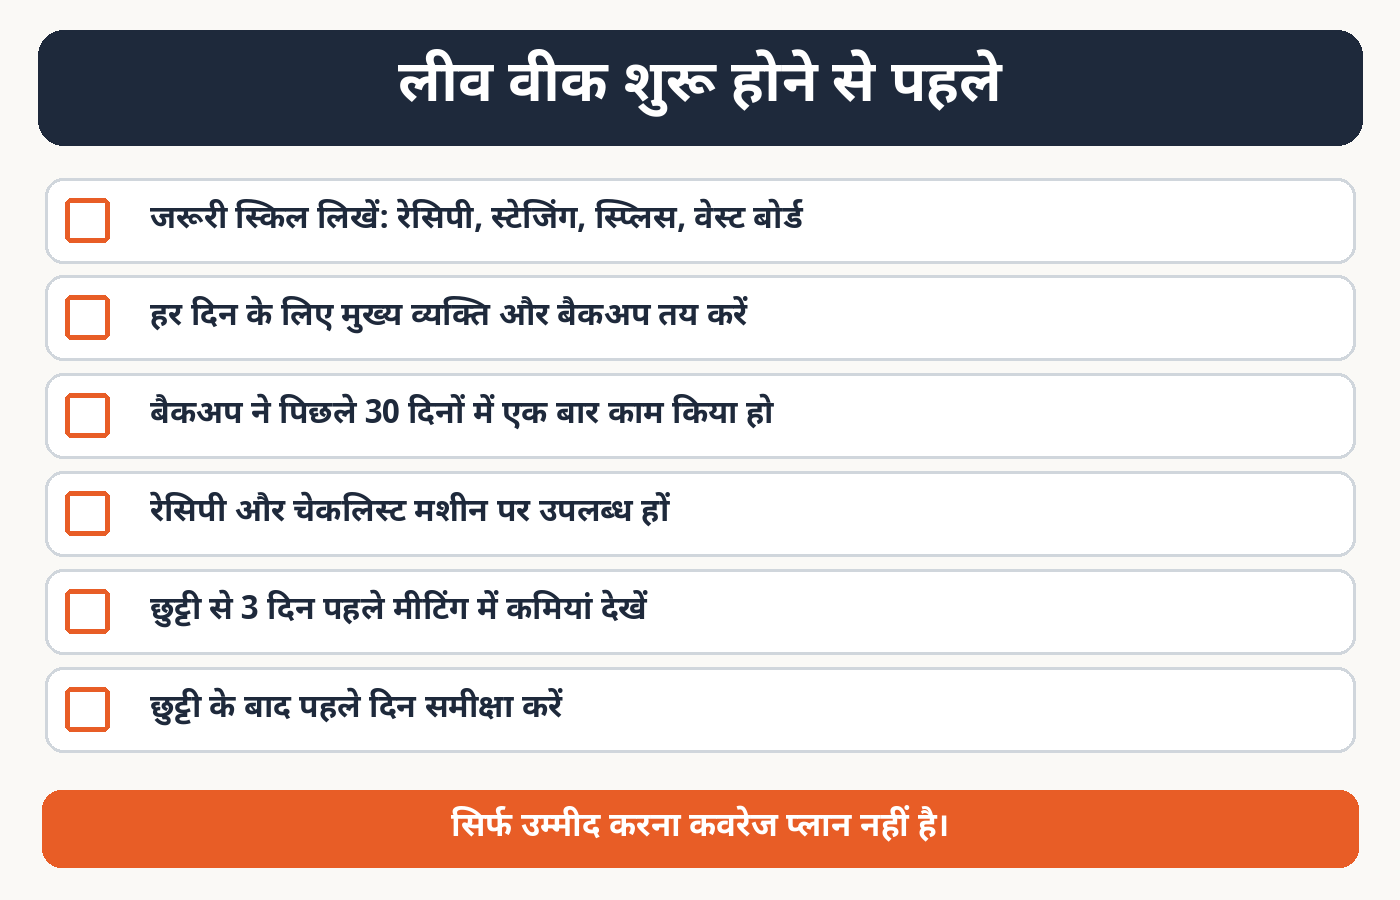 लीव वीक शुरू होने से पहले
जरूरी स्किल लिखें: रेसिपी, स्टेजिंग, स्प्लिस, वेस्ट बोर्ड
हर दिन के लिए मुख्य व्यक्ति और बैकअप तय करें
बैकअप ने पिछले 30 दिनों में एक बार काम किया हो
रेसिपी और चेकलिस्ट मशीन पर उपलब्ध हों
छुट्टी से 3 दिन पहले मीटिंग में कमियां देखें
छुट्टी के बाद पहले दिन समीक्षा करें
सिर्फ उम्मीद करना कवरेज प्लान नहीं है।